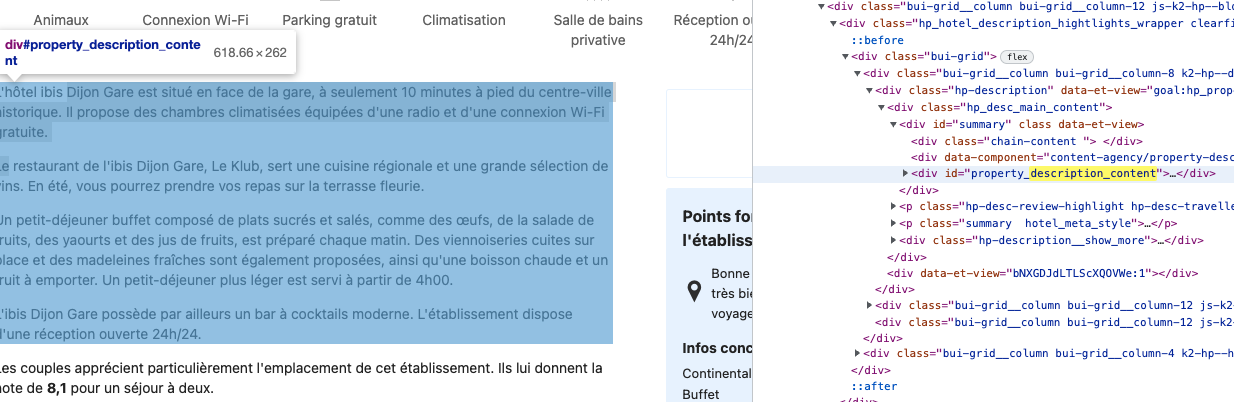 Animaux
Connexion Wi-Fi
Parking gratuit
Climatisation
Salle de bains
privative
Réception ou
24h/24
div#property_description_conte
nt
618.66 × 262
L'hôtel ibis Dijon Gare est situé en face de la gare, à seulement 10 minutes à pied du centre-ville
historique. Il propose des chambres climatisées équipées d'une radio et d'une connexion Wi-Fi
gratuite.
Le restaurant de l'ibis Dijon Gare, Le Klub, sert une cuisine régionale et une grande sélection de
vins. En été, vous pourrez prendre vos repas sur la terrasse fleurie.
Un petit-déjeuner buffet composé de plats sucrés et salés, comme des œufs, de la salade de
fruits, des yaourts et des jus de fruits, est préparé chaque matin. Des viennoiseries cuites sur
place et des madeleines fraîches sont également proposées, ainsi qu'une boisson chaude et un
fruit à emporter. Un petit-déjeuner plus léger est servi à partir de 4h00.
L'ibis Dijon Gare possède par ailleurs un bar à cocktails moderne. L'établissement dispose
d'une réception ouverte 24h/24.
Les couples apprécient particulièrement l'emplacement de cet établissement. Ils lui donnent la
note de 8,1 pour un séjour à deux.
Points for
l'établiss
Bonne
très bie
voyage
Infos conc
Continental
Buffet
<div class="bui-grid__column bui-grid__column-12 js-k2-hp--blo
<div class="hp_hotel_description_hightlights_wrapper clearfi
::before
<div class="bui-grid"> flex
<div class="bui-grid__column bui-grid__column-8 k2-hp--d
<div class="hp-description" data-et-view="goal:hp_prop
<div class="hp_desc_main_content">
<div id="summary" class data-et-view>
<div class="chain-content "> </div>
<div data-component="content-agency/property-desc
<div id="property_description_content">…</div>
</div>
<p class="hp-desc-review-highlight hp-desc-travelle
<p class="summary  hotel_meta_style">…</p>
<div class="hp-description__show_more">…</div>
</div>
<div data-et-view="bNXGDJdLTLScXQOVWe:1"></div>
</div>
<div class="bui-grid__column bui-grid__column-12 js-k2
<div class="bui-grid__column bui-grid__column-12 js-k2
</div>
<div class="bui-grid__column bui-grid__column-4 k2-hp--h
</div>
::after
</div>